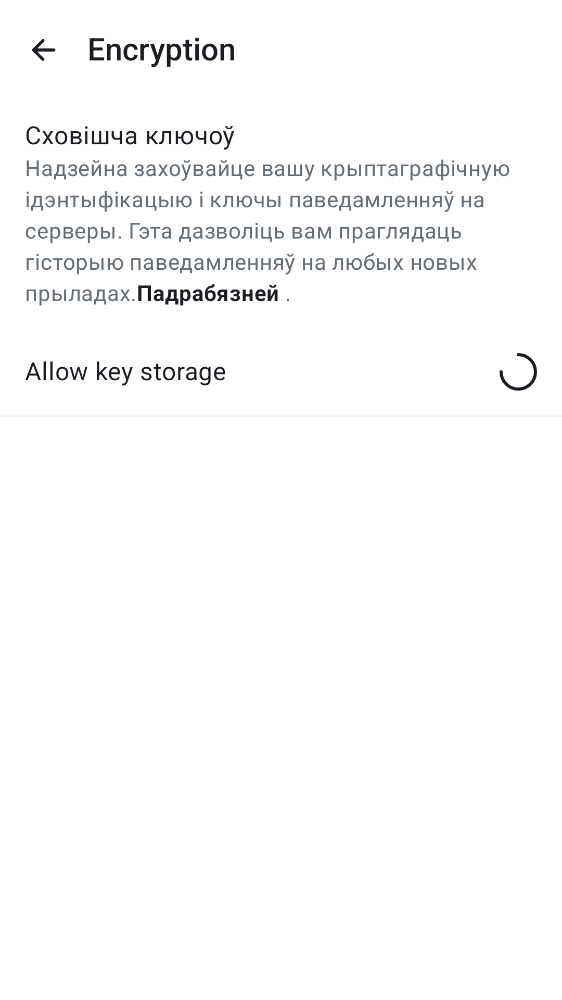 Encryption
Сховішча ключоў
Надзейна захоўвайце вашу крыптаграфічную
ідэнтыфікацыю і ключы паведамленняў на
серверы. Гэта дазволіць вам праглядаць
гісторыю паведамленняў на любых новых
прыладах.Падрабязней .
Allow key storage